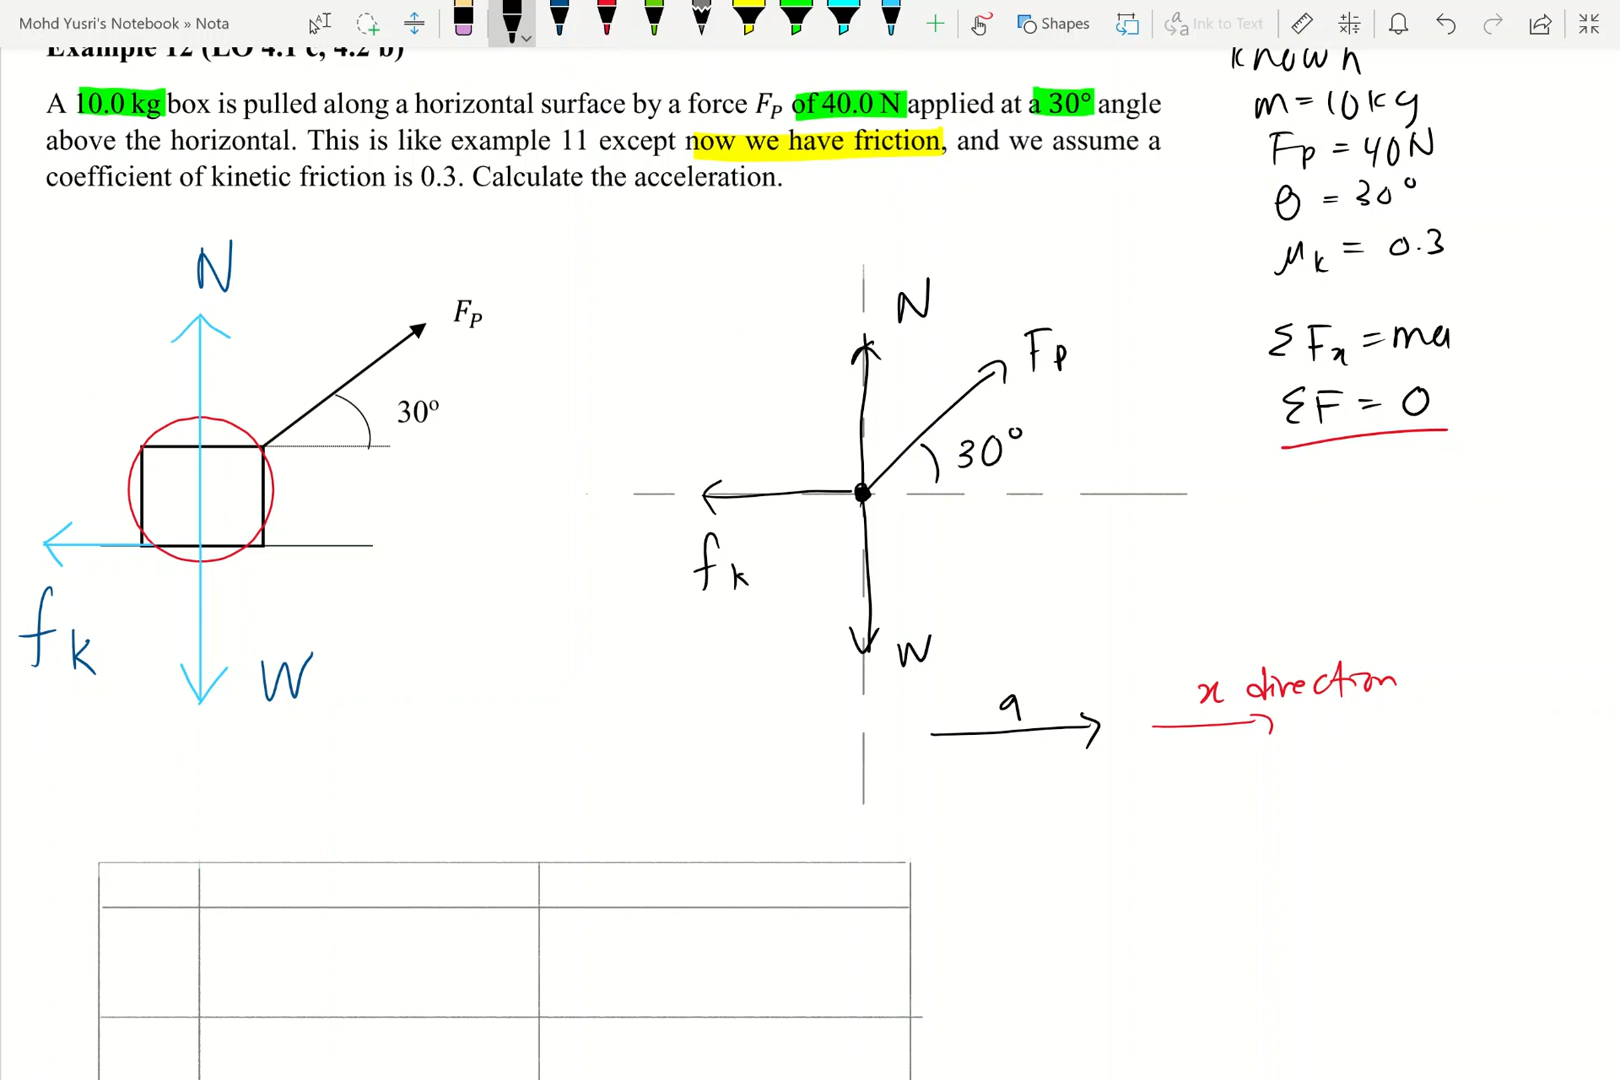 Mohd Yusri's Notebook » Nota
Shapes
Ink to Text
Example 12 (LO 4.1 c, 4.2 b)
A 10.0 kg box is pulled along a horizontal surface by a force FP of 40.0 N applied at a 30° angle
above the horizontal. This is like example 11 except now we have friction, and we assume a
coefficient of kinetic friction is 0.3. Calculate the acceleration.
known
m = 10 kg
Fp = 40 N
θ = 30°
μk = 0.3
ΣFx = ma
ΣF = 0
N
FP
30°
fk
W
N
Fp
30°
fk
W
a
x direction